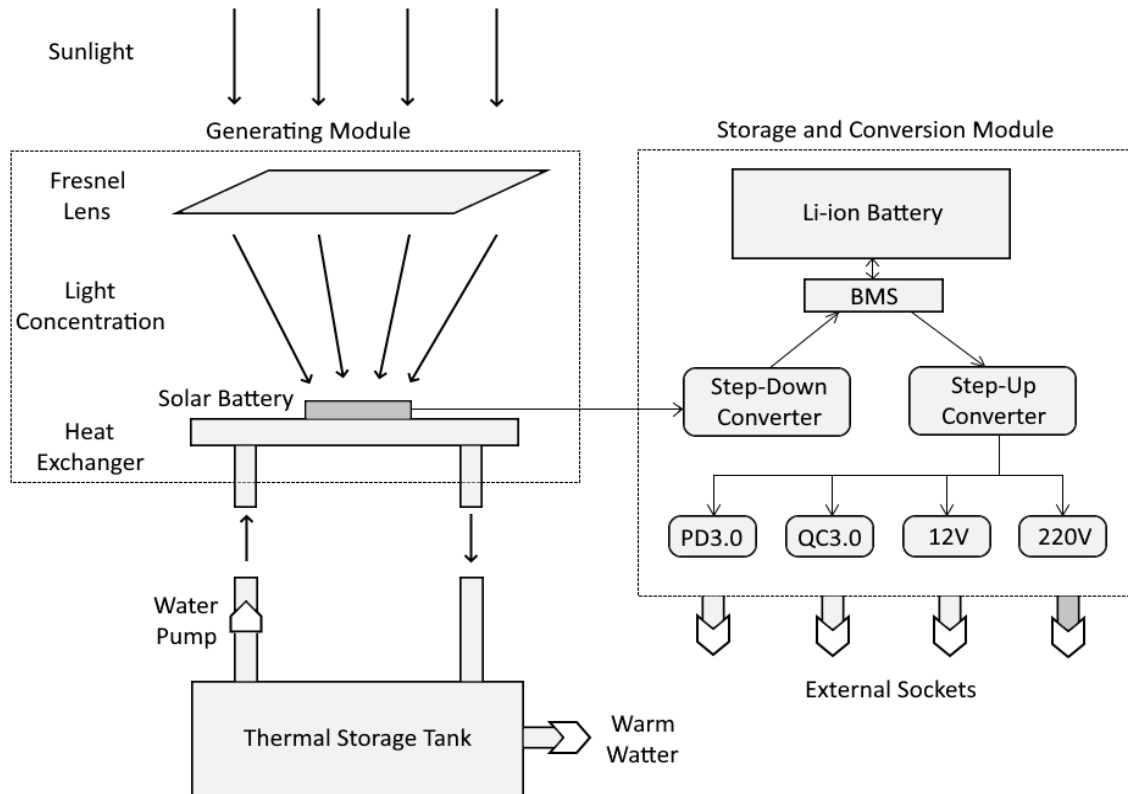 Sunlight
Generating Module
Storage and Conversion Module
Fresnel
Lens
Li-ion Battery
Light
Concentration
BMS
Solar Battery
Step-Down
Converter
Step-Up
Converter
Heat
Exchanger
PD3.0
QC3.0
12V
220V
Water
Pump
External Sockets
Thermal Storage Tank
Warm
Watter